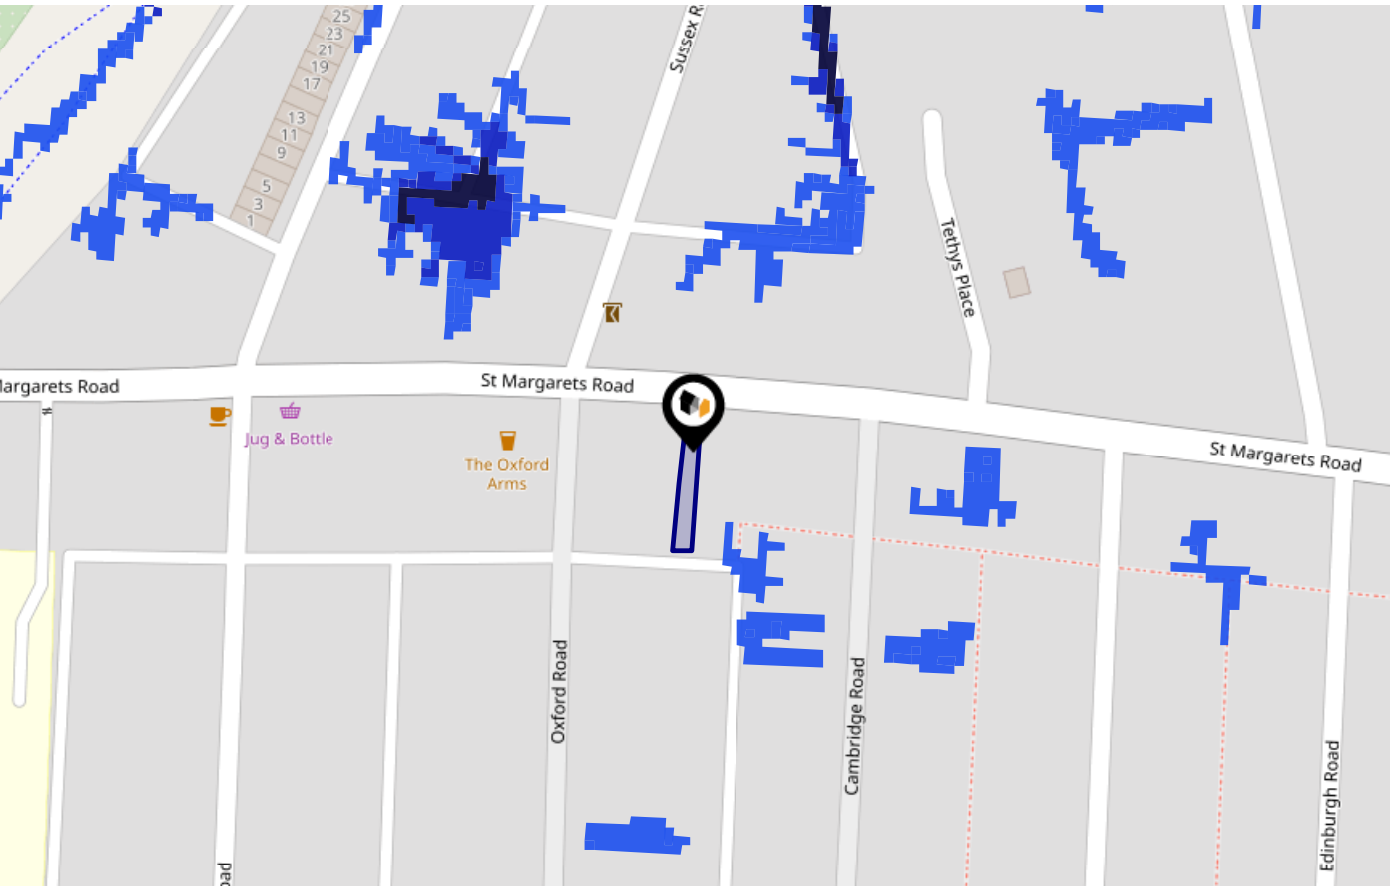 25
23
21
19
17
13
11
9
5
3
1
Sussex R
Tethys Place
Margarets Road
St Margarets Road
Jug & Bottle
The Oxford
Arms
St Margarets Road
Oxford Road
Cambridge Road
Edinburgh Road
oad